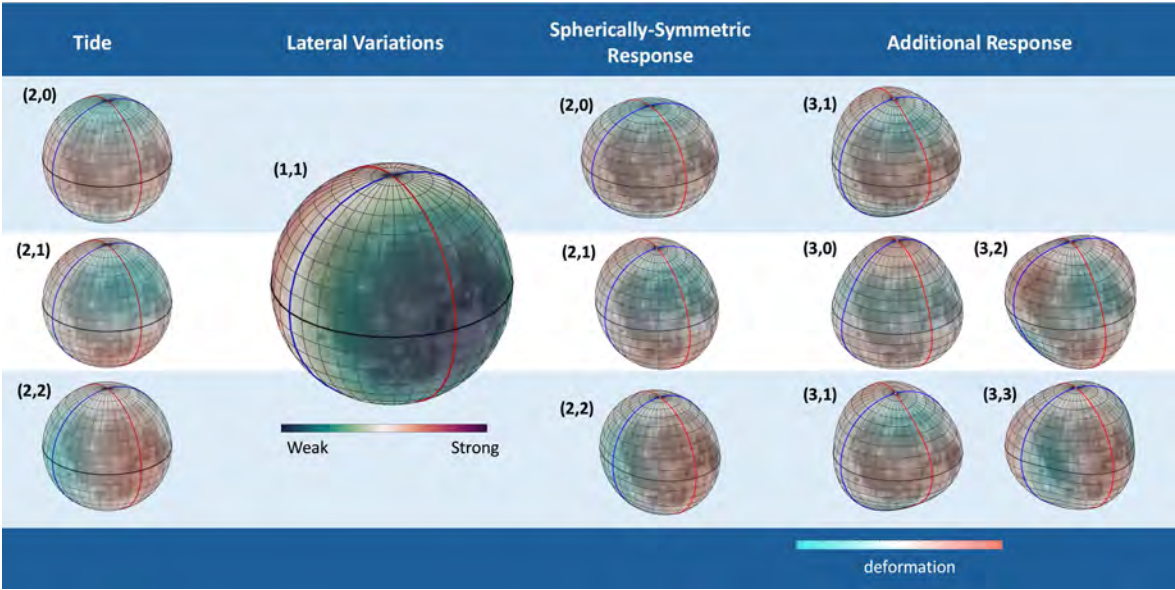 Tide
Lateral Variations
Spherically-Symmetric
Response
Additional Response
(2,0)
(1,1)
(2,0)
(3,1)
(2,1)
(2,1)
(3,0)
(3,2)
(2,2)
(2,2)
(3,1)
(3,3)
Weak
Strong
deformation